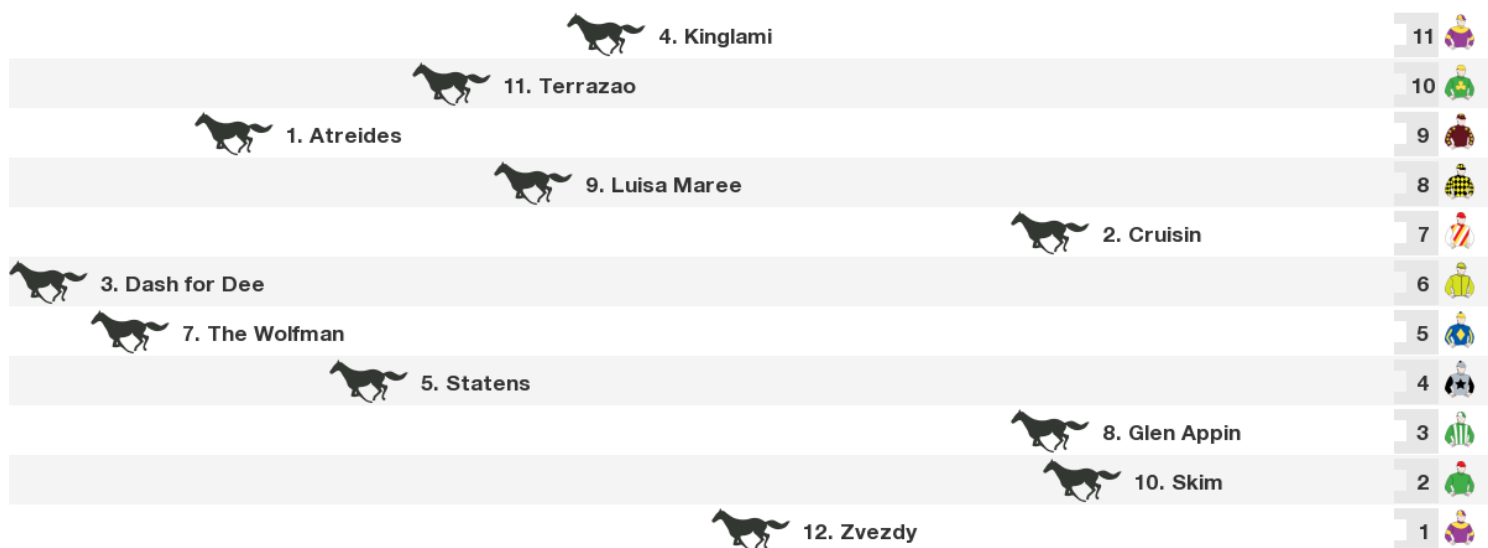 4. Kinglami 11
11. Terrazao 10
1. Atreides 9
9. Luisa Maree 8
2. Cruisin 7
3. Dash for Dee 6
7. The Wolfman 5
5. Statens 4
8. Glen Appin 3
10. Skim 2
12. Zvezdy 1